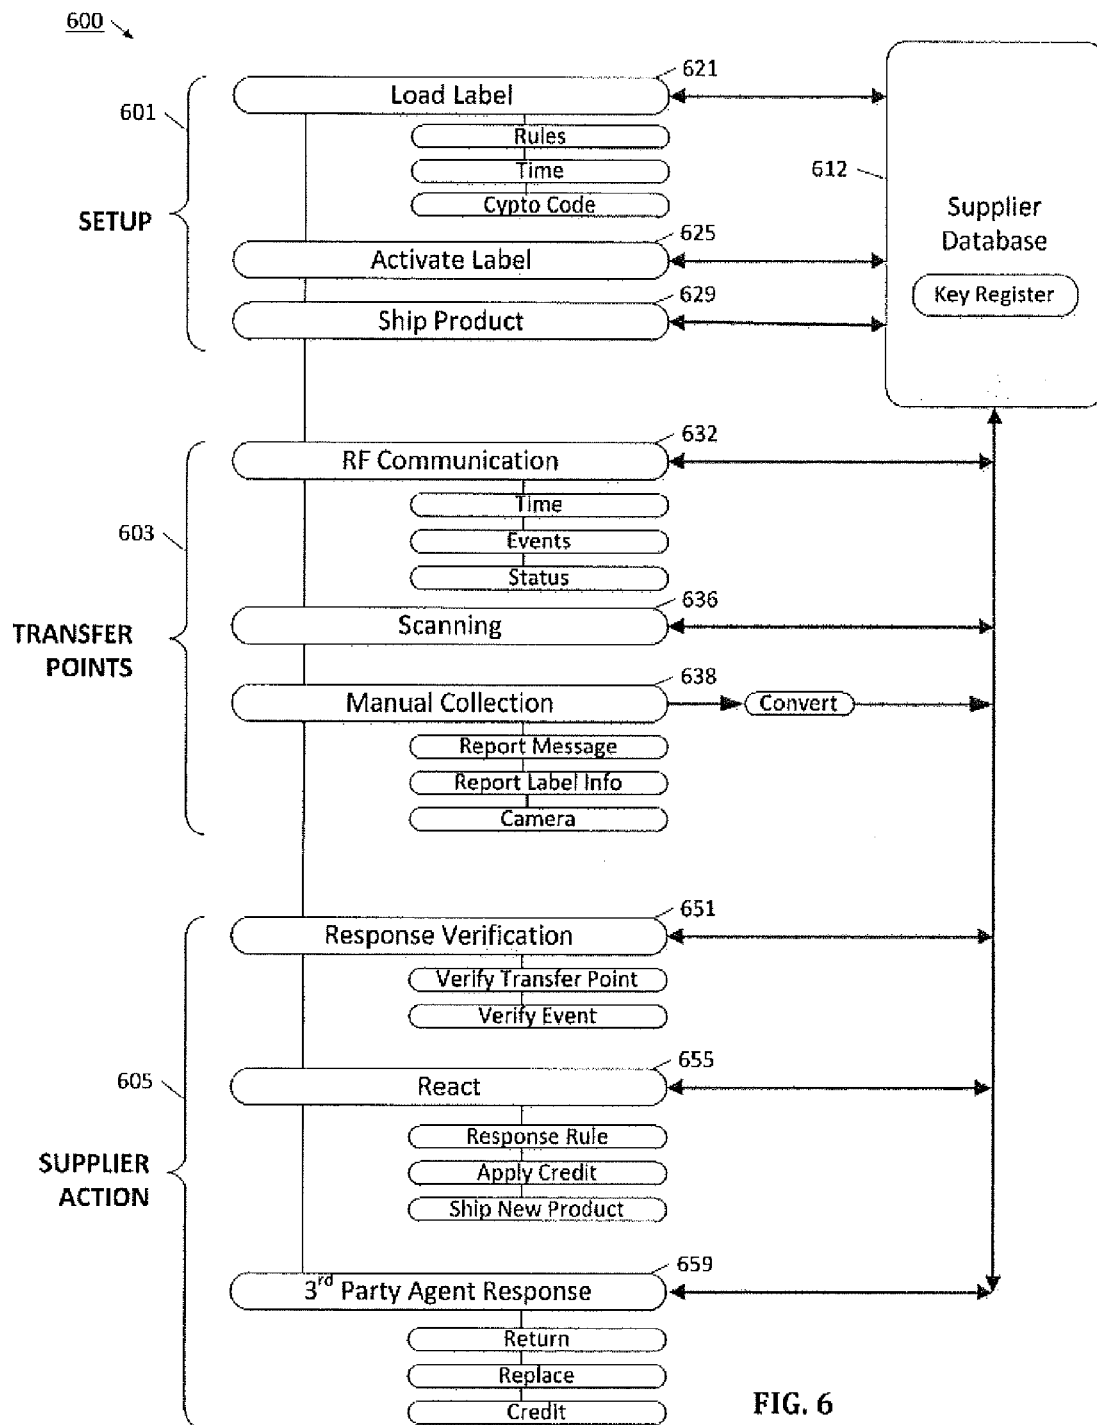 600
621
Load Label
601
Rules
Time
Cypto Code
612
Supplier
Database
Key Register
SETUP
625
Activate Label
629
Ship Product
632
RF Communication
Time
Events
Status
603
636
Scanning
TRANSFER
POINTS
638
Manual Collection
Convert
Report Message
Report Label Info
Camera
651
Response Verification
Verify Transfer Point
Verify Event
605
655
React
Response Rule
Apply Credit
Ship New Product
SUPPLIER
ACTION
659
3rd Party Agent Response
Return
Replace
Credit
FIG. 6